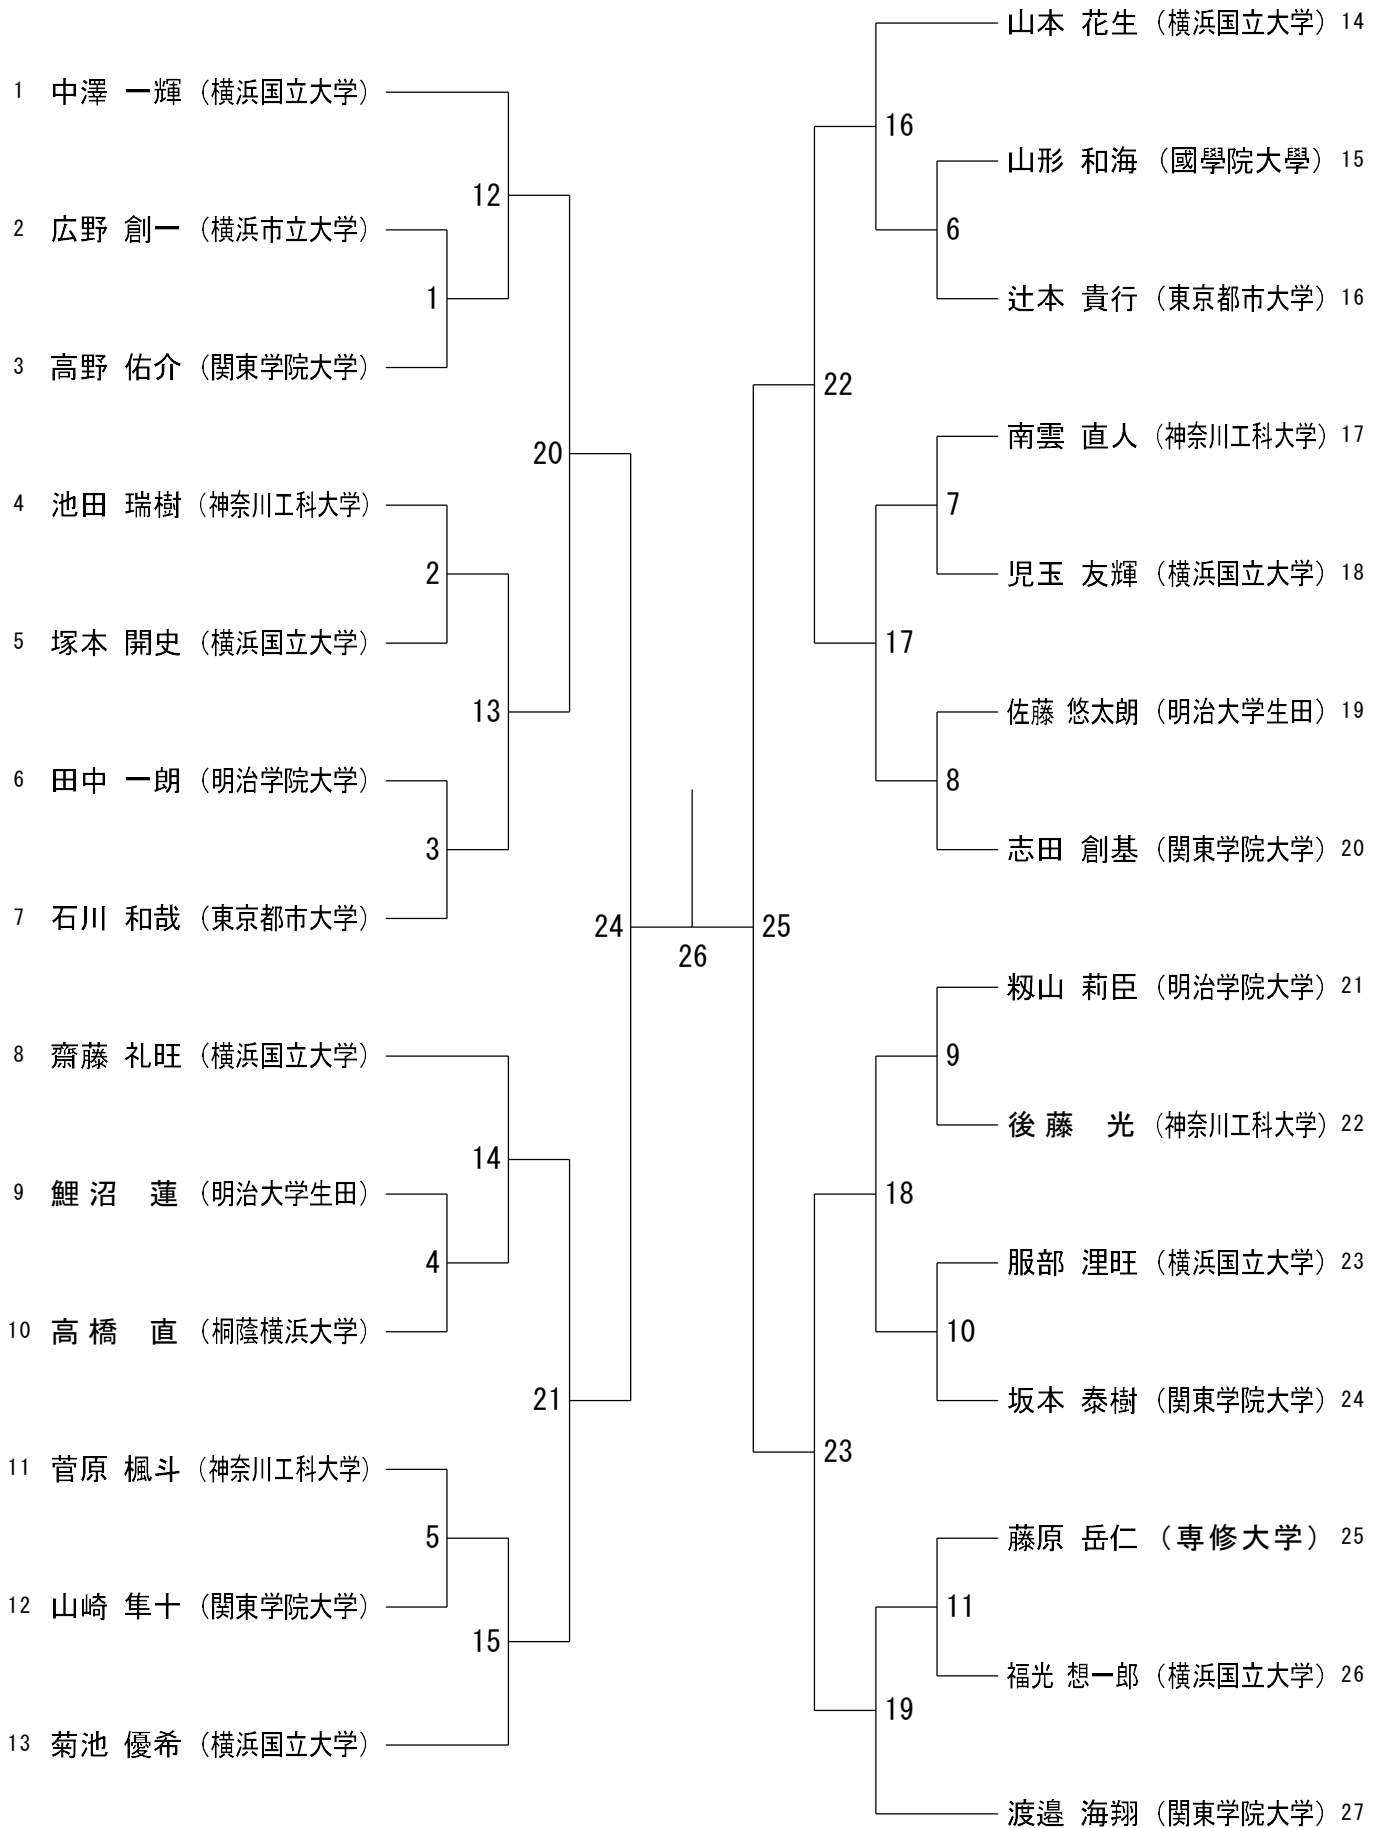 1 中澤 一輝 （横浜国立大学）
12
2 広野 創一 （横浜市立大学）
1
3 高野 佑介 （関東学院大学）
20
4 池田 瑞樹 （神奈川工科大学）
2
5 塚本 開史 （横浜国立大学）
13
6 田中 一朗 （明治学院大学）
3
7 石川 和哉 （東京都市大学）
24
8 齋藤 礼旺 （横浜国立大学）
14
9 鯉沼 蓮 （明治大学生田）
4
10 高橋 直 （桐蔭横浜大学）
21
11 菅原 楓斗 （神奈川工科大学）
5
12 山崎 隼十 （関東学院大学）
15
13 菊池 優希 （横浜国立大学）
26
山本 花生 （横浜国立大学） 14
16
山形 和海 （國學院大學） 15
6
辻本 貴行 （東京都市大学） 16
22
南雲 直人 （神奈川工科大学） 17
7
児玉 友輝 （横浜国立大学） 18
17
佐藤 悠太朗 （明治大学生田） 19
8
志田 創基 （関東学院大学） 20
25
籾山 莉臣 （明治学院大学） 21
9
後藤 光 （神奈川工科大学） 22
18
服部 浬旺 （横浜国立大学） 23
10
坂本 泰樹 （関東学院大学） 24
23
藤原 岳仁 （専修大学） 25
11
福光 想一郎 （横浜国立大学） 26
19
渡邉 海翔 （関東学院大学） 27